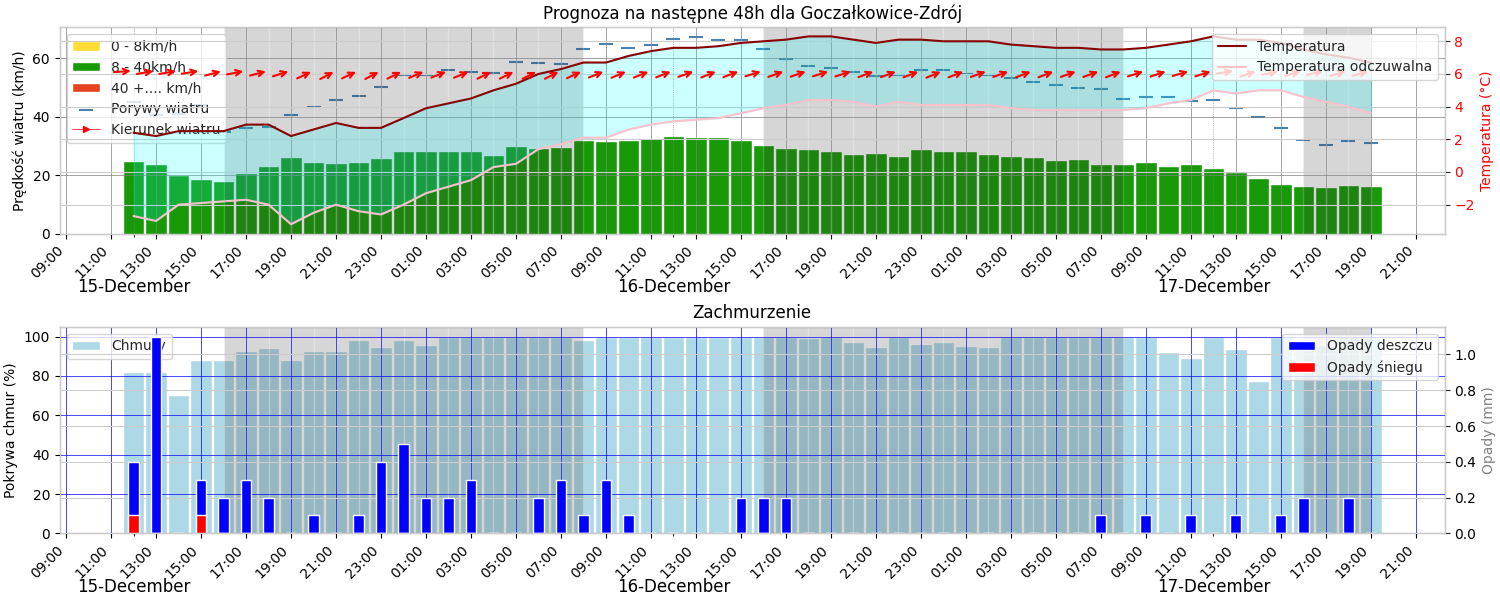 Prognoza na następne 48h dla Goczałkowice-Zdrój
Prędkość wiatru (km/h)
60
40
20
0
0 - 8km/h
8 - 40km/h
40 +.... km/h
Porywy wiatru
Kierunek wiatru
Temperatura
Temperatura odczuwalna
8
6
4
2
0
−2
Temperatura (°C)
09:00 11:00 13:00 15:00 17:00 19:00 21:00 23:00 01:00 03:00 05:00 07:00 09:00 11:00 13:00 15:00 17:00 19:00 21:00 23:00 01:00 03:00 05:00 07:00 09:00 11:00 13:00 15:00 17:00 19:00 21:00
15-December 16-December 17-December
Zachmurzenie
Pokrywa chmur (%)
100
80
60
40
20
0
Chmury
Opady deszczu
Opady śniegu
1.0
0.8
0.6
0.4
0.2
0.0
Opady (mm)
09:00 11:00 13:00 15:00 17:00 19:00 21:00 23:00 01:00 03:00 05:00 07:00 09:00 11:00 13:00 15:00 17:00 19:00 21:00 23:00 01:00 03:00 05:00 07:00 09:00 11:00 13:00 15:00 17:00 19:00 21:00
15-December 16-December 17-December